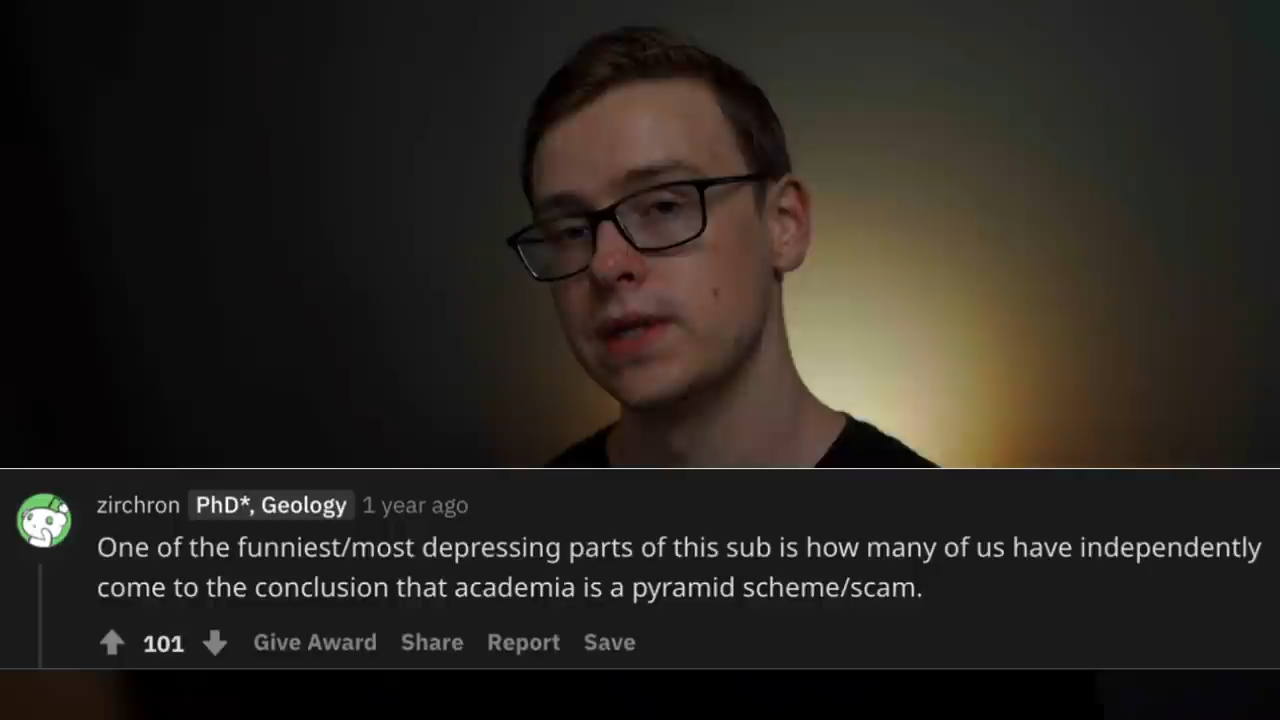 zirchron PhD*, Geology 1 year ago
One of the funniest/most depressing parts of this sub is how many of us have independently
come to the conclusion that academia is a pyramid scheme/scam.
101 Give Award Share Report Save